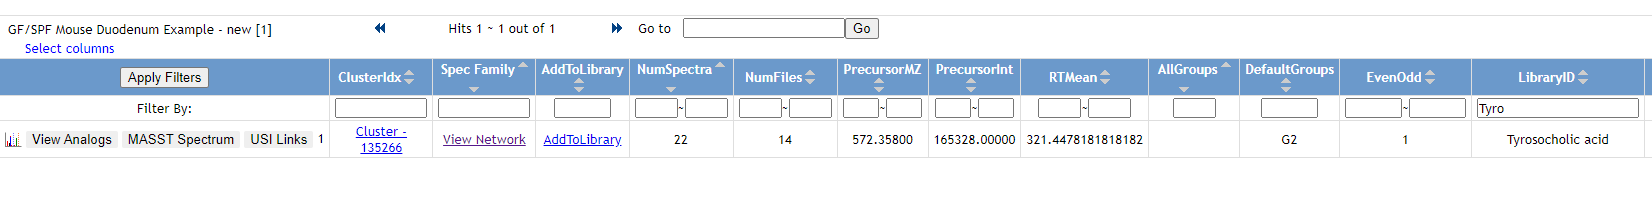 GF/SPF Mouse Duodenum Example - new [1]
Hits 1 ~ 1 out of 1
Go to
Go
Select columns
Apply Filters
ClusterIdx
Spec Family
AddToLibrary
NumSpectra
NumFiles
PrecursorMZ
PrecursorInt
RTMean
AllGroups
DefaultGroups
EvenOdd
LibraryID
Filter By:
~
~
~
~
~
~
Tyro
View Analogs
MASST Spectrum
USI Links
1
Cluster -
135266
View Network
AddToLibrary
22
14
572.35800
165328.00000
321.4478181818182
G2
1
Tyrosocholic acid